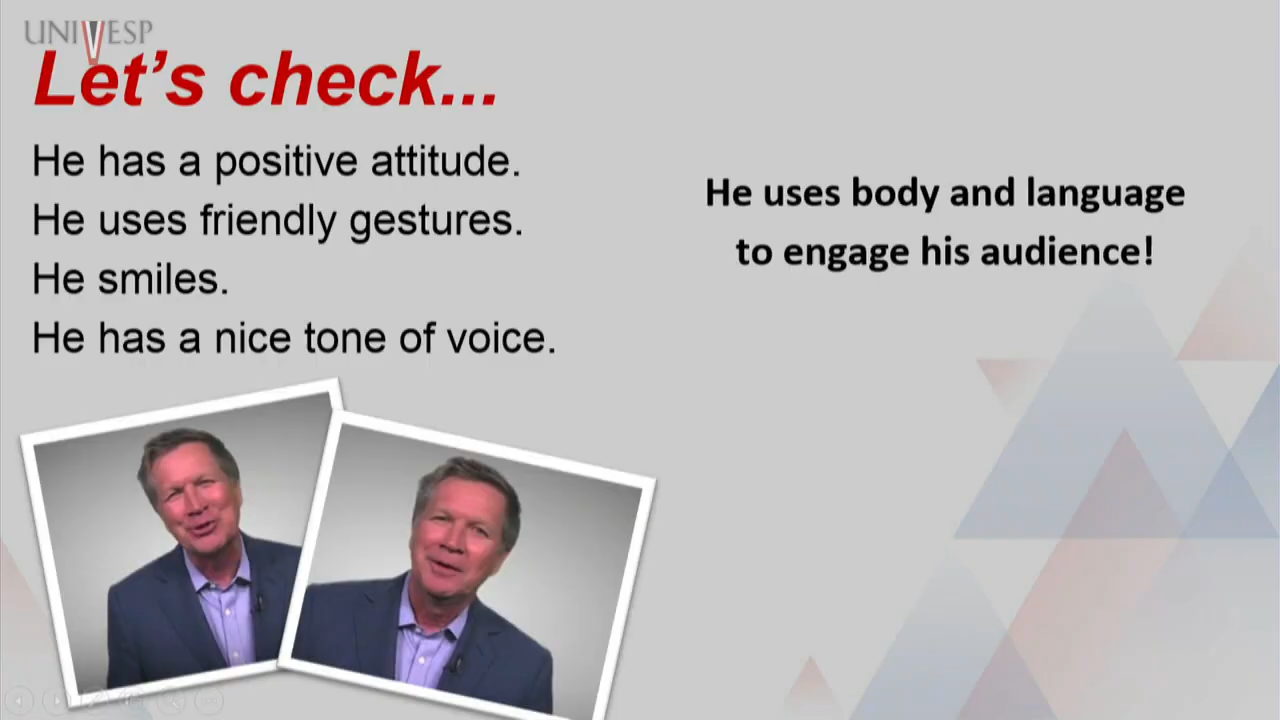 UNIVESP
Let's check...
He has a positive attitude.
He uses friendly gestures.
He smiles.
He has a nice tone of voice.
He uses body and language
to engage his audience!